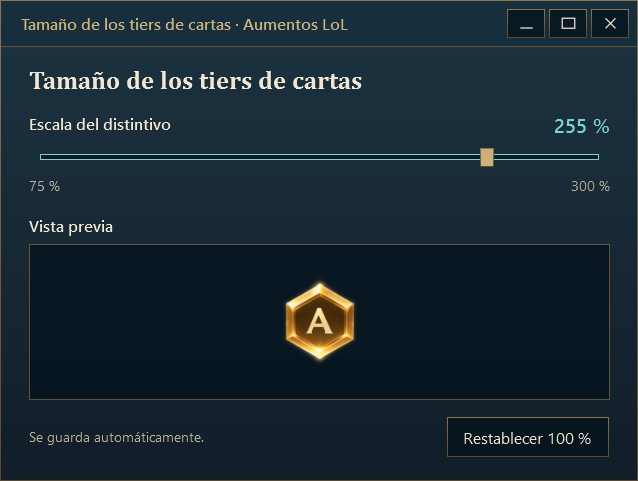 Tamaño de los tiers de cartas · Aumentos LoL
Tamaño de los tiers de cartas
Escala del distintivo
255 %
75 %
300 %
Vista previa
A
Se guarda automáticamente.
Restablecer 100 %